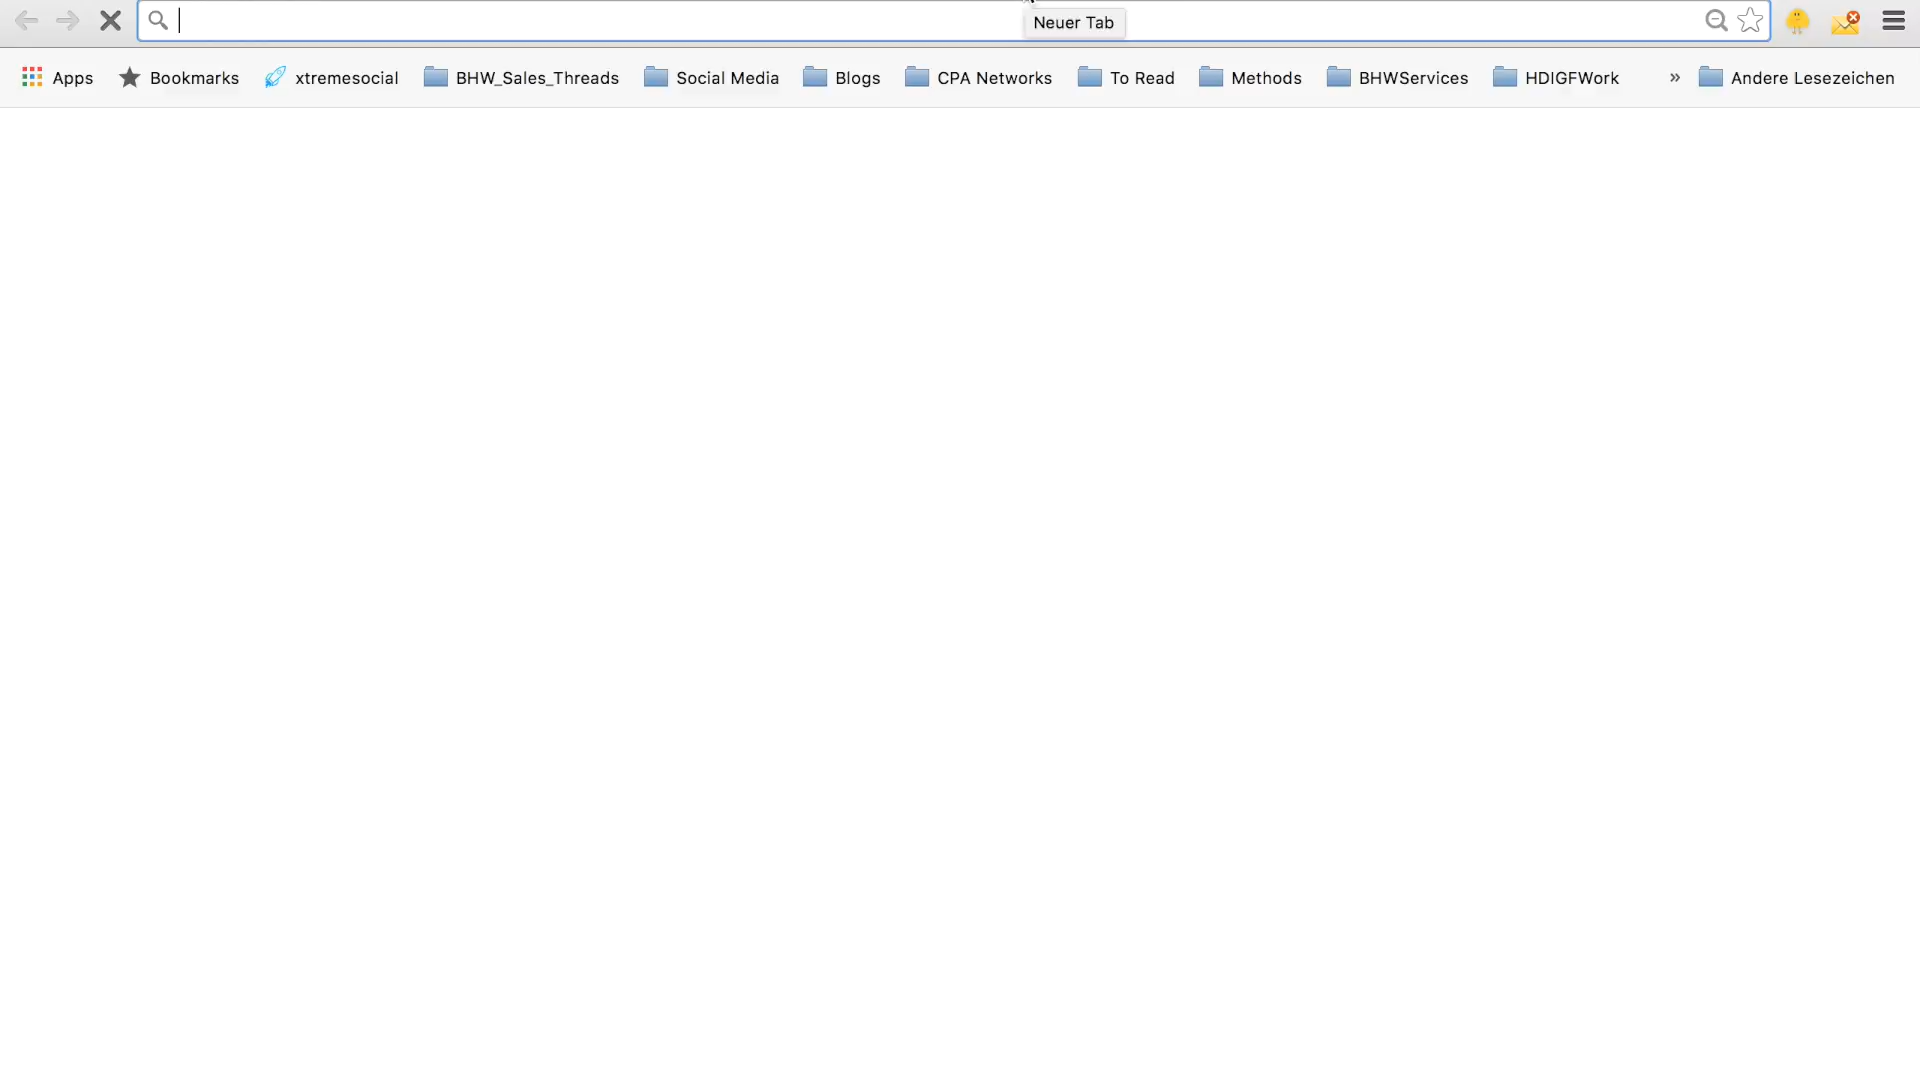 Neuer Tab
Apps Bookmarks xtremesocial BHW_Sales_Threads Social Media Blogs CPA Networks To Read Methods BHWServices HDIGFWork » Andere Lesezeichen